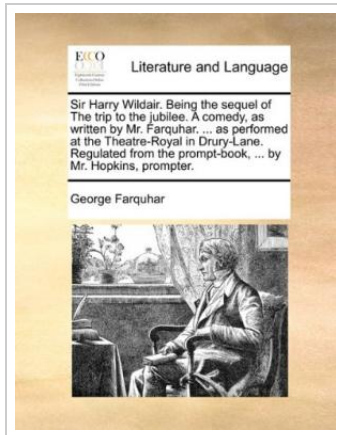 ECCO
Literature and Language
Sir Harry Wildair. Being the sequel of
The trip to the jubilee. A comedy, as
written by Mr. Farquhar. ... as performed
at the Theatre-Royal in Drury-Lane.
Regulated from the prompt-book, ... by
Mr. Hopkins, prompter.
George Farquhar